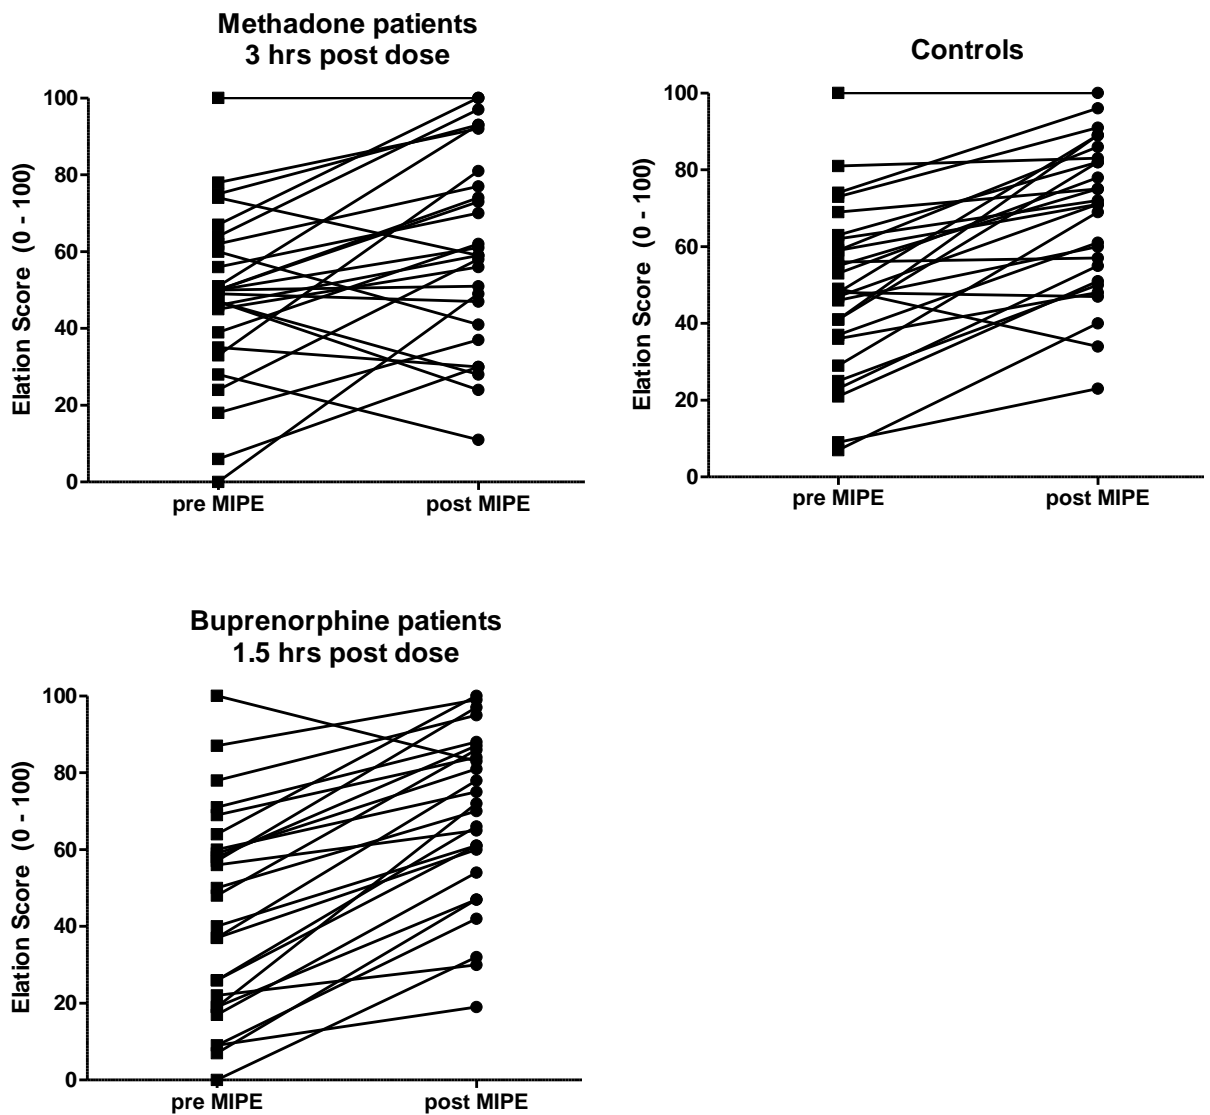 Methadone patients
3 hrs post dose
Elation Score (0 - 100)
100
80
60
40
20
0
pre MIPE
post MIPE
Controls
Elation Score (0 - 100)
100
80
60
40
20
0
pre MIPE
post MIPE
Buprenorphine patients
1.5 hrs post dose
Elation Score (0 - 100)
100
80
60
40
20
0
pre MIPE
post MIPE